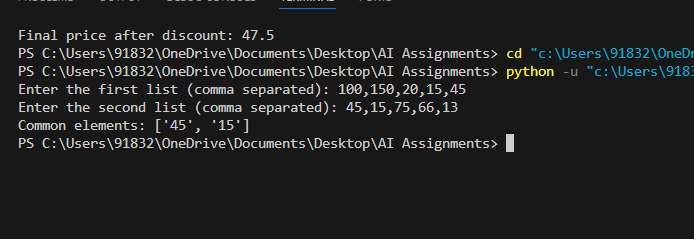 TERMINAL
Final price after discount: 47.5
PS C:\Users\91832\OneDrive\Documents\Desktop\AI Assignments> cd "c:\Users\91832\OneDr
PS C:\Users\91832\OneDrive\Documents\Desktop\AI Assignments> python -u "c:\Users\9183
Enter the first list (comma separated): 100,150,20,15,45
Enter the second list (comma separated): 45,15,75,66,13
Common elements: ['45', '15']
PS C:\Users\91832\OneDrive\Documents\Desktop\AI Assignments>